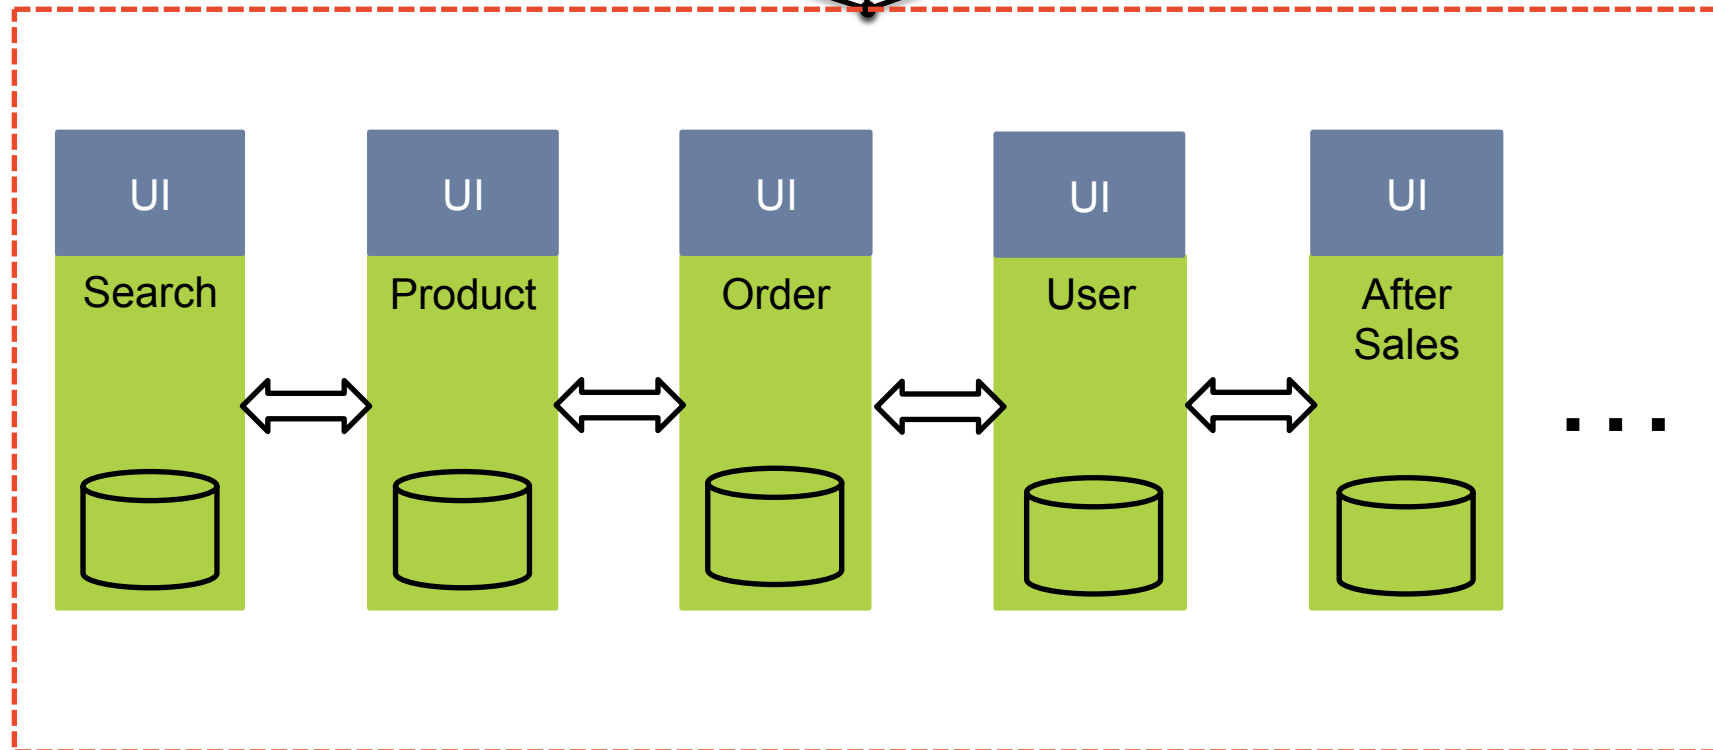 UI
UI
UI
UI
UI
Search
Product
Order
User
After
Sales
. . .